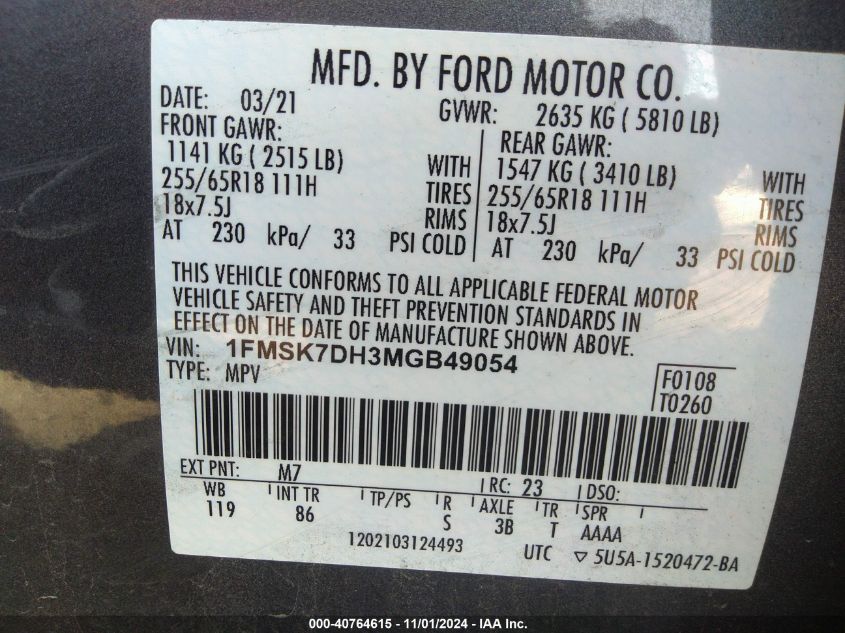 MFD. BY FORD MOTOR CO.
DATE: 03/21 GVWR: 2635 KG ( 5810 LB)
FRONT GAWR: REAR GAWR:
1141 KG ( 2515 LB) WITH 1547 KG ( 3410 LB) WITH
255/65R18 111H TIRES 255/65R18 111H TIRES
18x7.5J RIMS 18x7.5J RIMS
AT 230 kPa/ 33 PSI COLD AT 230 kPa/ 33 PSI COLD
THIS VEHICLE CONFORMS TO ALL APPLICABLE FEDERAL MOTOR
VEHICLE SAFETY AND THEFT PREVENTION STANDARDS IN
EFFECT ON THE DATE OF MANUFACTURE SHOWN ABOVE.
VIN: 1FMSK7DH3MGB49054
TYPE: MPV F0108
T0260
EXT PNT: M7 RC: 23 DSO:
WB INT TR TP/PS R AXLE TR SPR
119 86 S 3B T AAAA
1202103124493 UTC ▽ 5U5A-1520472-BA
000-40764615 - 11/01/2024 - IAA Inc.